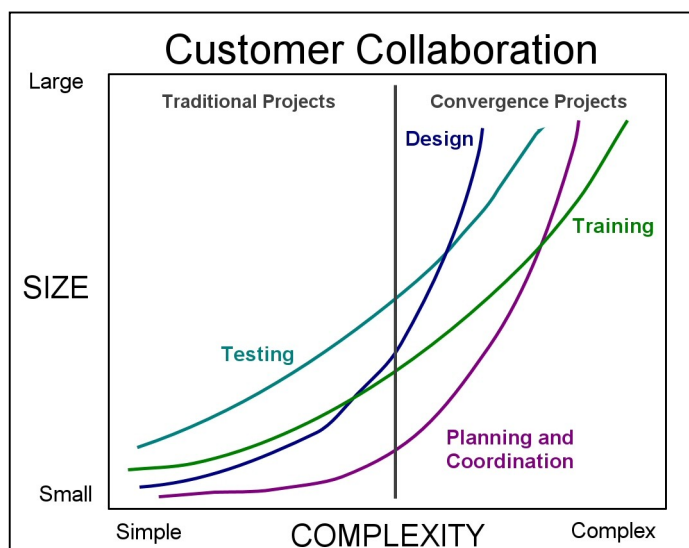 Customer Collaboration
Large
Traditional Projects
Convergence Projects
Design
Training
SIZE
Testing
Planning and
Coordination
Small
Simple
COMPLEXITY
Complex